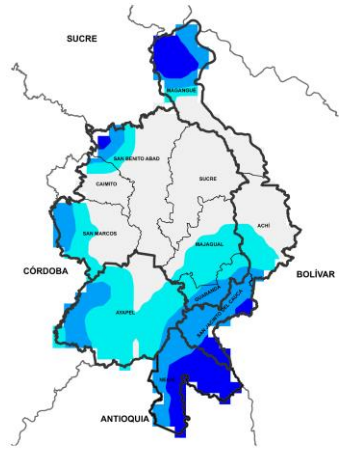 SUCRE
MAGANGUÉ
SAN BENITO ABAD
CAIMITO
SUCRE
SAN MARCOS
ACHÍ
MAJAGUAL
CÓRDOBA
BOLÍVAR
GUARANDA
AYAPEL
SAN JACINTO DEL CAUCA
NECHÍ
ANTIOQUIA